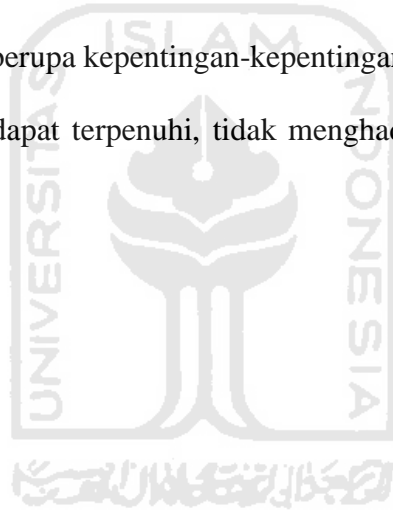 berupa kepentingan-kepentingan
dapat terpenuhi, tidak menghad
ISLAM
UNIVERSITAS
INDONESIA